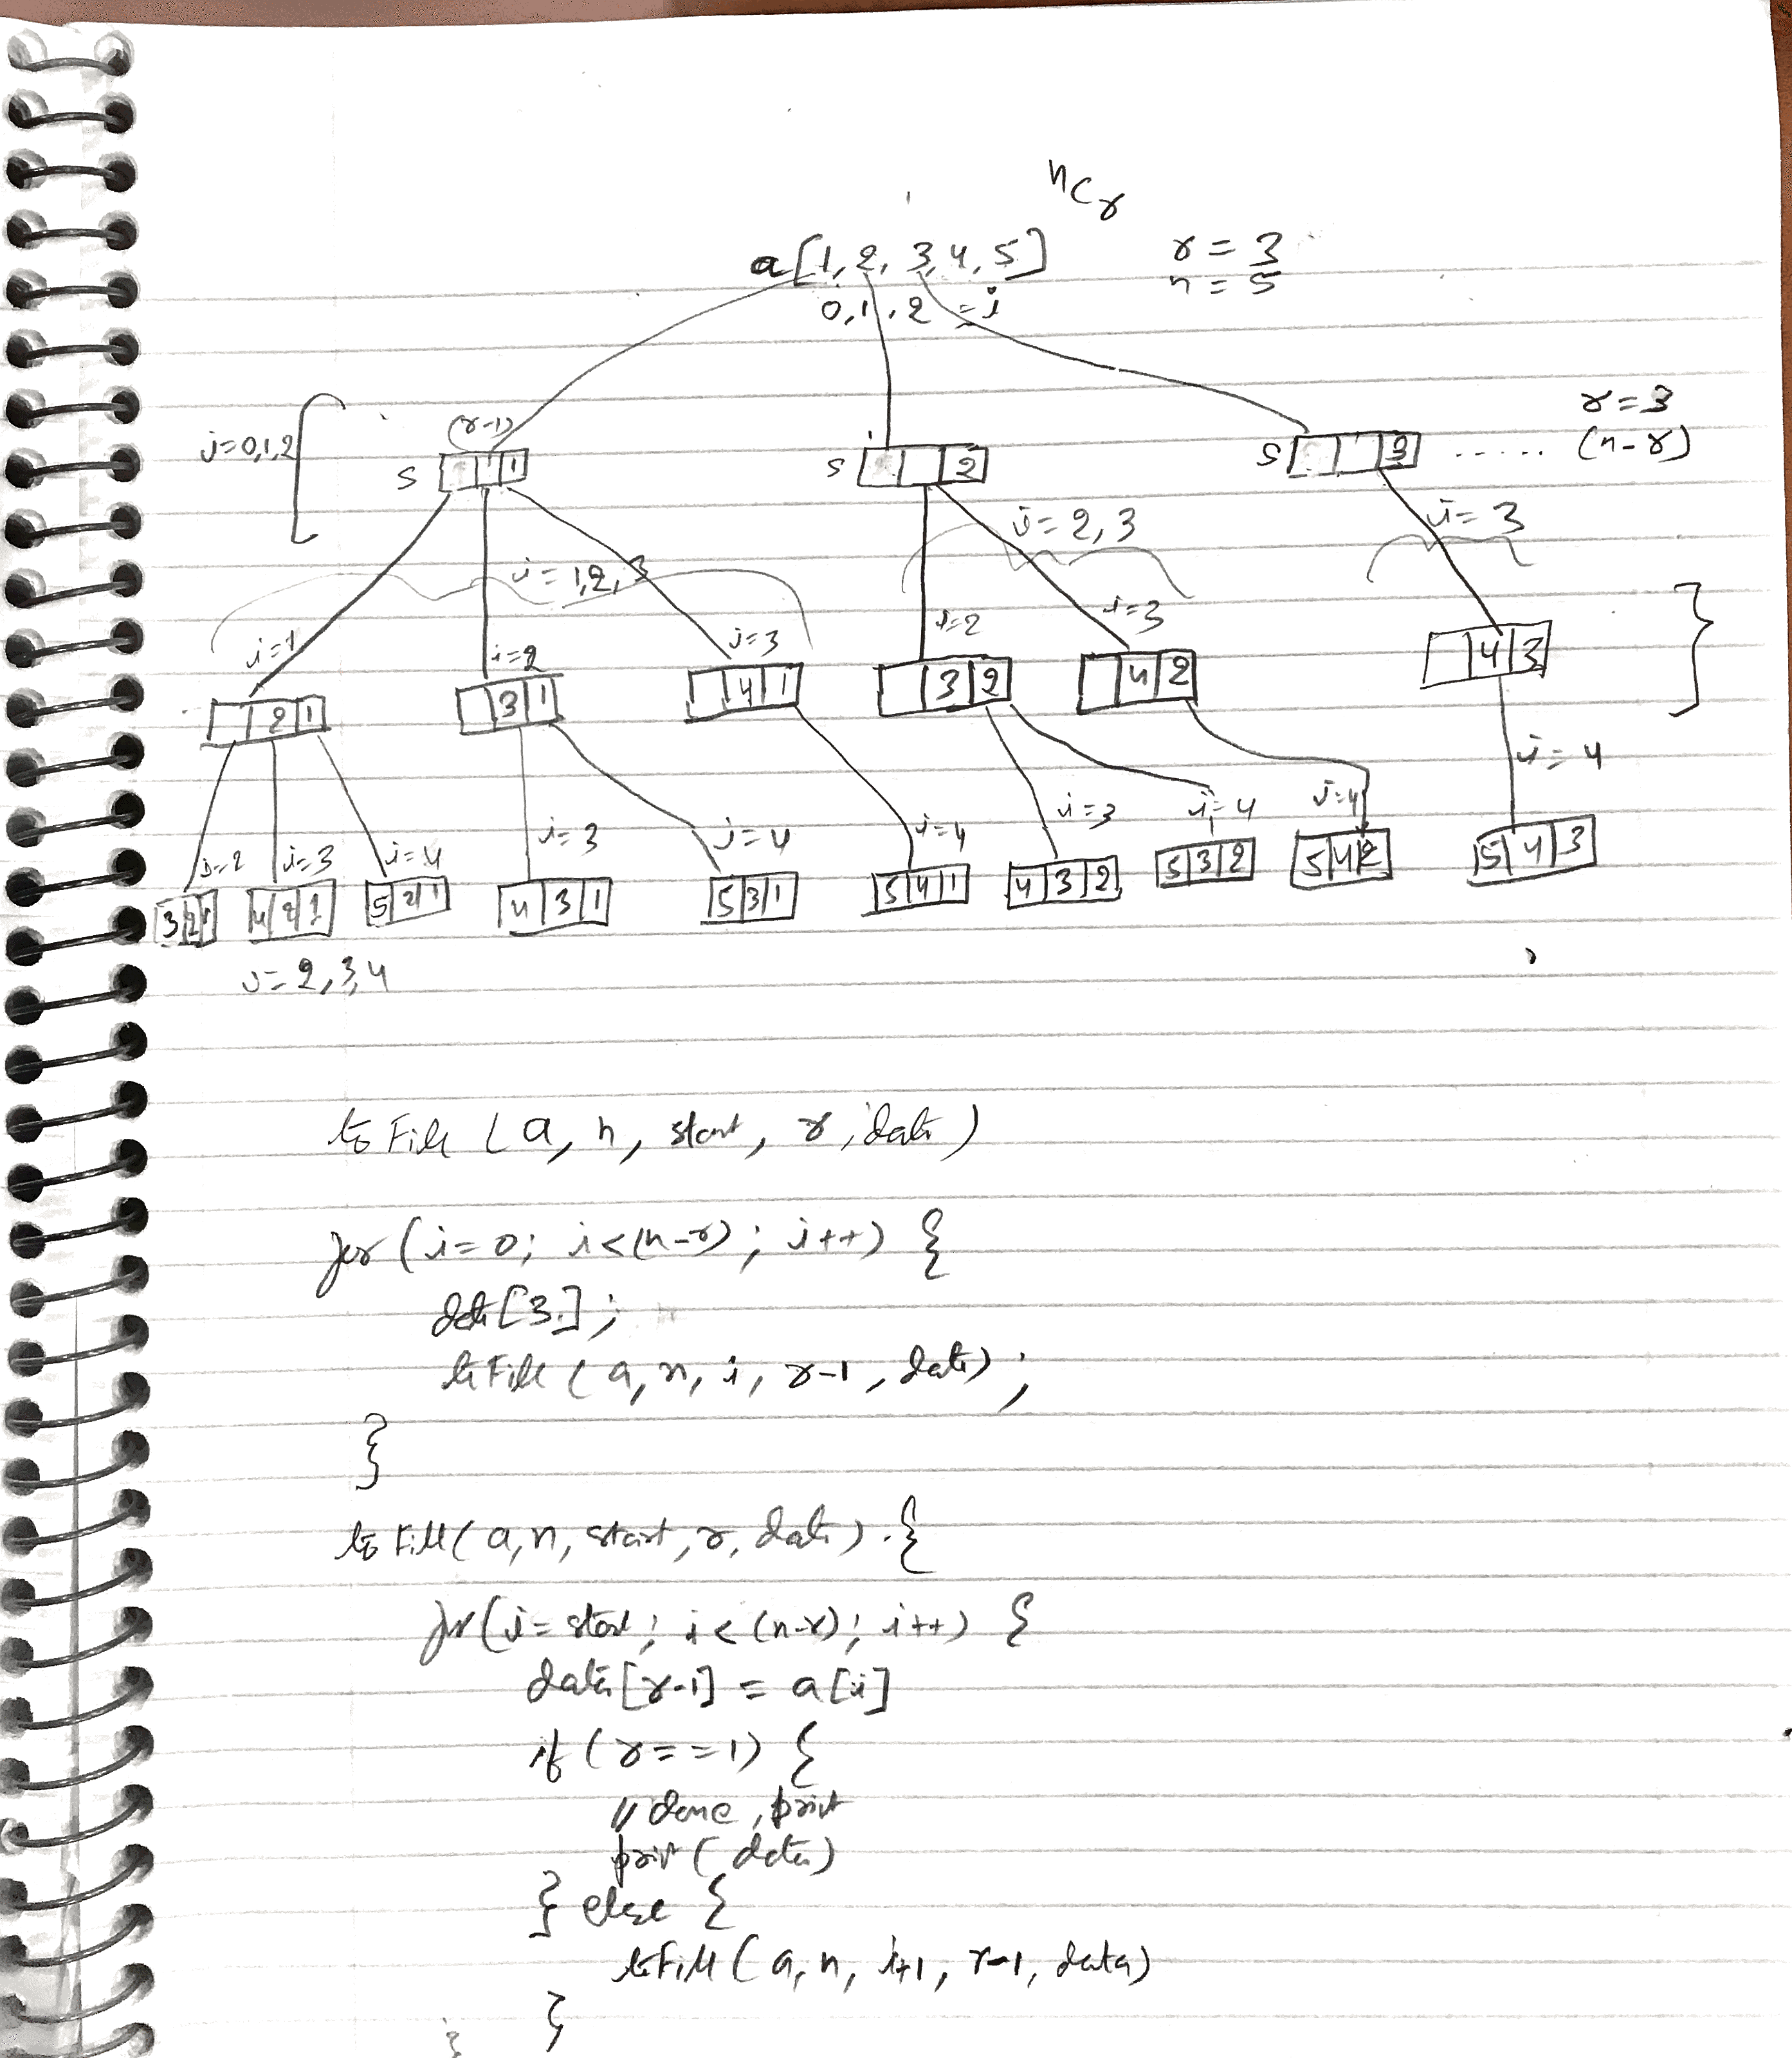 nCr
a[1, 2, 3, 4, 5] r = 3
0, 1, 2 = i n = 5
r = 3
i=0,1,2 (r-1) (n-r)
S 1 S 2 S 3 .....
i= 1,2,3 i= 2, 3 i= 3
i=1 i=2 i=3 i=2 i=3
2 1 3 1 4 1 3 2 4 2 4 3
i=2 i=3 i=4 i=3 i=4 i=4 i=3 i=4 i=4 i=4
3 2 1 4 2 1 5 2 1 4 3 1 5 3 1 5 4 1 4 3 2 5 3 2 5 4 2 5 4 3
i= 2,3,4
toFill (a, n, start, r, data)
for (i=0; i<(n-r); i++) {
data[3];
toFill (a, n, i, r-1, data);
}
toFill(a, n, start, r, data) {
for(i= start; i< (n-r); i++) {
data[r-1] = a[i]
if (r==1) {
// done, print
print (data)
} else {
toFill (a, n, i+1, r-1, data)
}
}